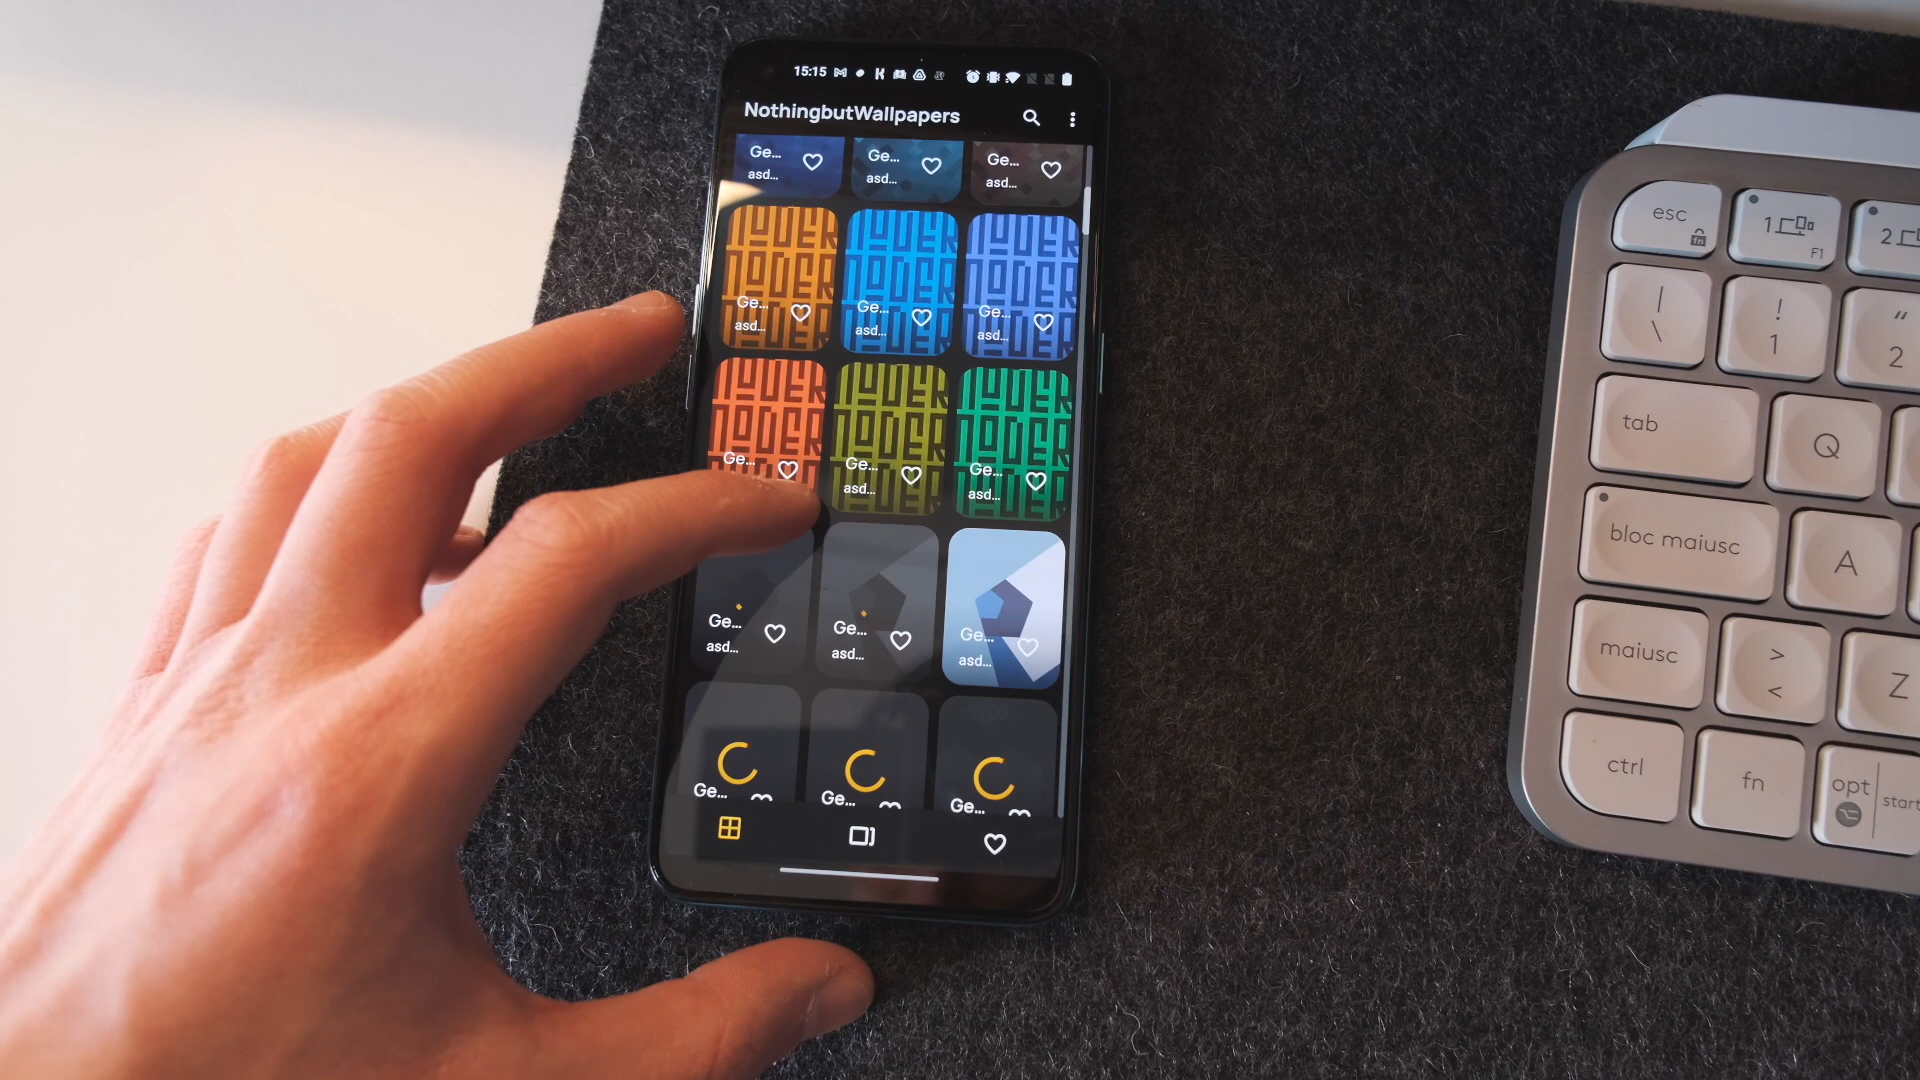 15:15
NothingbutWallpapers
Ge... Ge... Ge...
asd... asd... asd...
Ge... Ge... Ge...
asd... asd... asd...
Ge... Ge... Ge...
asd... asd...
Ge... Ge... Ge...
asd... asd... asd...
Ge... Ge... Ge...
esc fn 1 F1 2
| \ ! 1 “ 2
tab Q
bloc maiusc A
maiusc > < Z
ctrl fn opt start